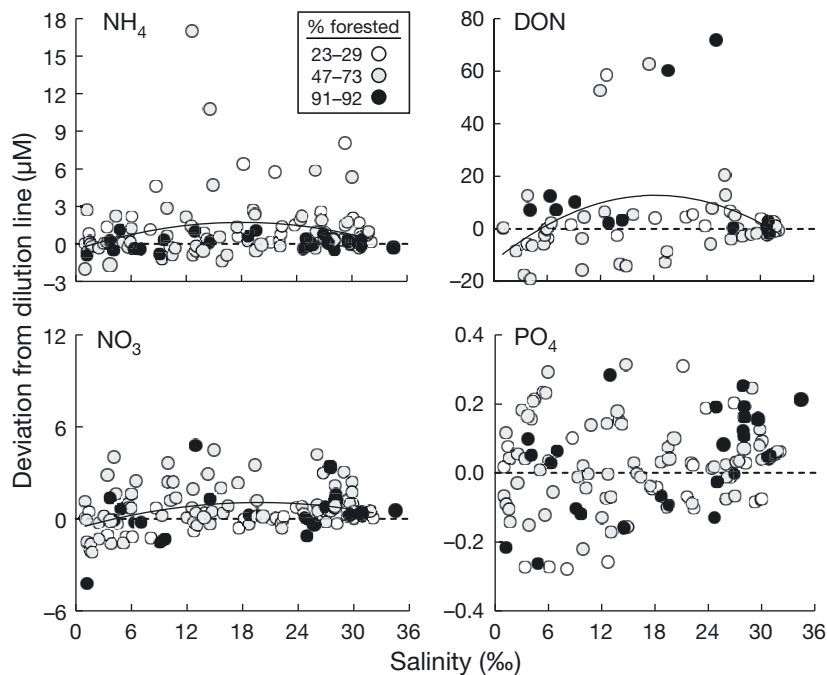 Deviation from dilution line (μM)
NH4
% forested
23–29
47–73
91–92
18
15
12
9
6
3
0
–3
DON
80
60
40
20
0
–20
NO3
12
6
0
–6
0 6 12 18 24 30 36
PO4
0.4
0.2
0.0
–0.2
–0.4
0 6 12 18 24 30 36
Salinity (‰)